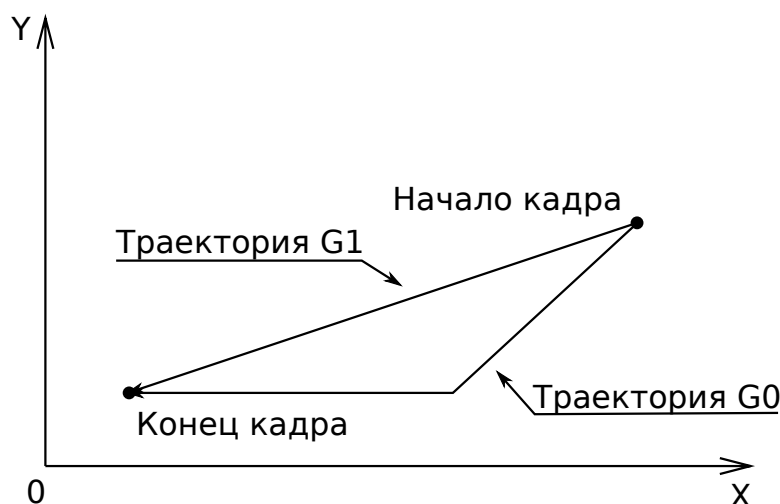 Y
Начало кадра
Траектория G1
Траектория G0
Конец кадра
0
X